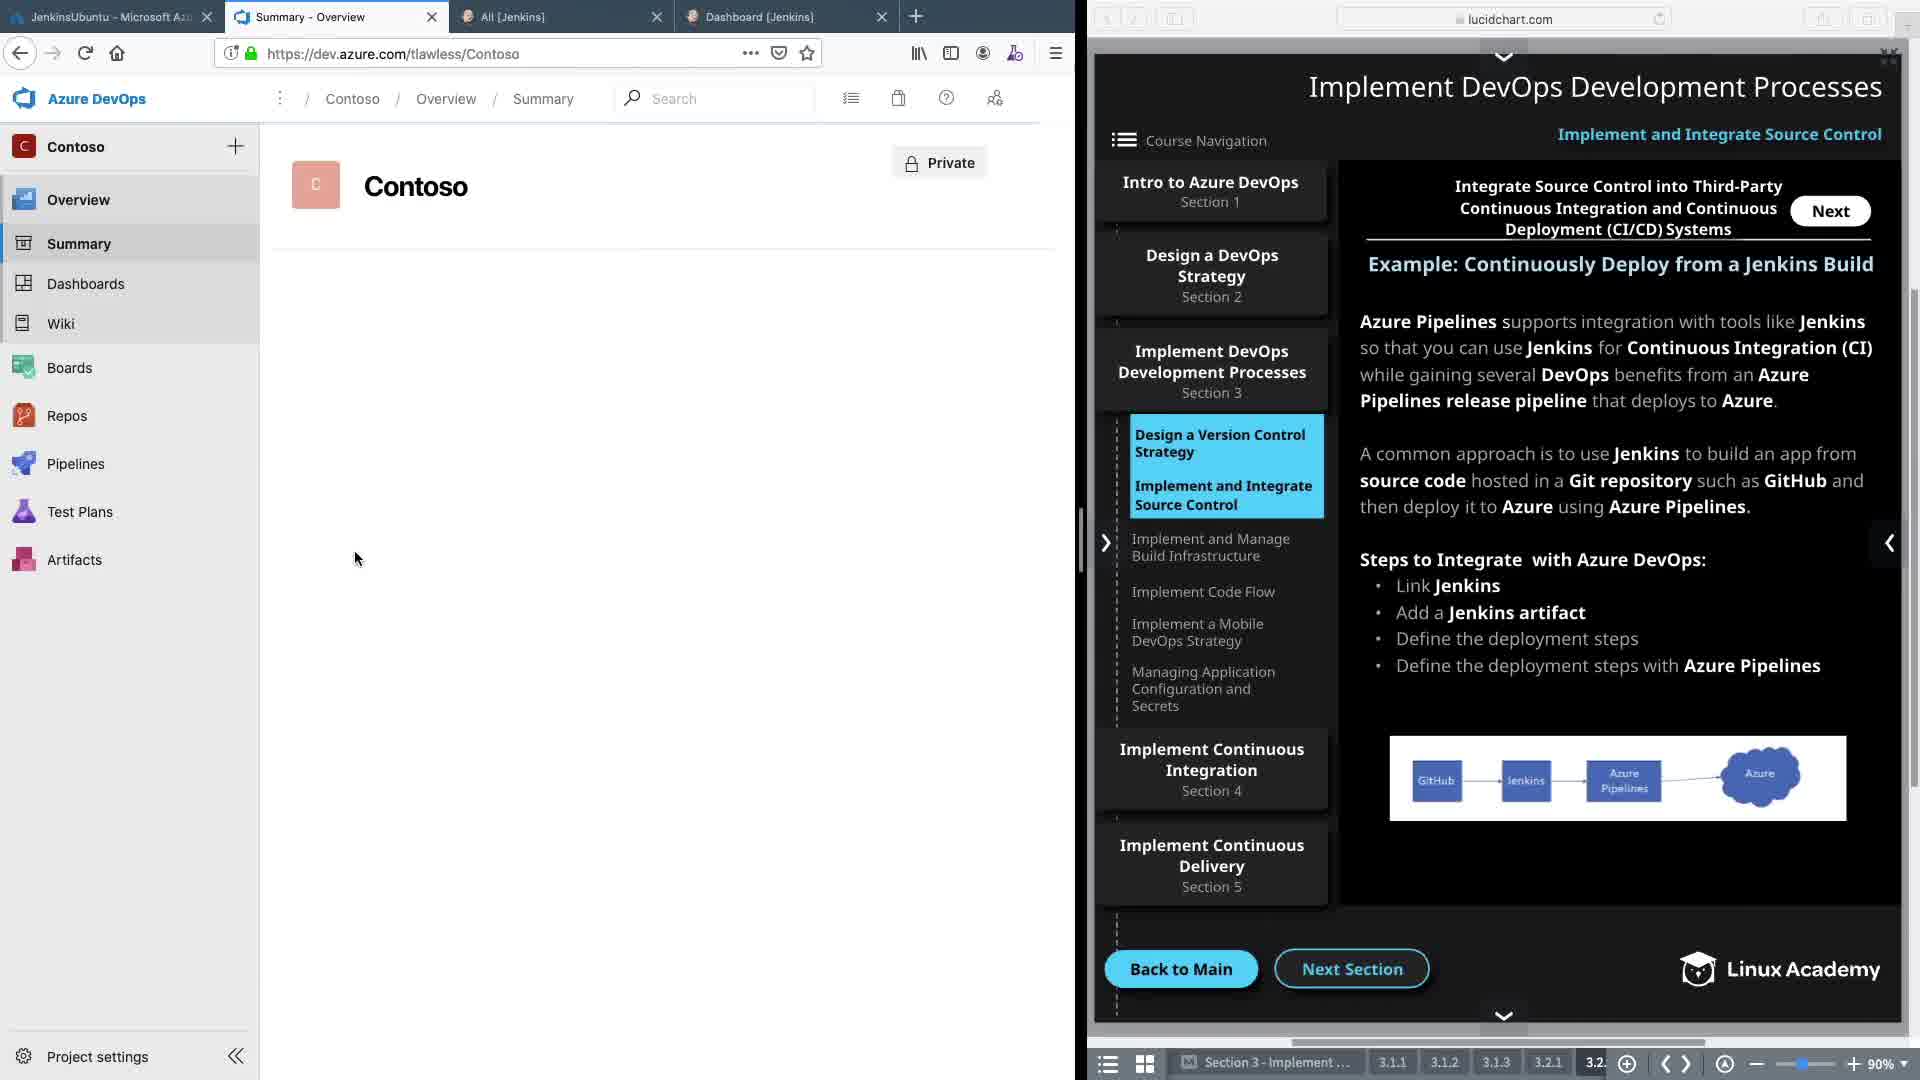 JenkinsUbuntu - Microsoft Az
Summary - Overview
All [Jenkins]
Dashboard [Jenkins]
https://dev.azure.com/tlawless/Contoso
Azure DevOps
/ Contoso / Overview / Summary
Search
C
Contoso
Overview
Summary
Dashboards
Wiki
Boards
Repos
Pipelines
Test Plans
Artifacts
Project settings
C
Contoso
Private
lucidchart.com
Implement DevOps Development Processes
Course Navigation
Implement and Integrate Source Control
Intro to Azure DevOps
Section 1
Design a DevOps
Strategy
Section 2
Implement DevOps
Development Processes
Section 3
Design a Version Control
Strategy
Implement and Integrate
Source Control
Implement and Manage
Build Infrastructure
Implement Code Flow
Implement a Mobile
DevOps Strategy
Managing Application
Configuration and
Secrets
Implement Continuous
Integration
Section 4
Implement Continuous
Delivery
Section 5
Integrate Source Control into Third-Party
Continuous Integration and Continuous
Deployment (CI/CD) Systems
Next
Example: Continuously Deploy from a Jenkins Build
Azure Pipelines supports integration with tools like Jenkins
so that you can use Jenkins for Continuous Integration (CI)
while gaining several DevOps benefits from an Azure
Pipelines release pipeline that deploys to Azure.
A common approach is to use Jenkins to build an app from
source code hosted in a Git repository such as GitHub and
then deploy it to Azure using Azure Pipelines.
Steps to Integrate with Azure DevOps:
• Link Jenkins
• Add a Jenkins artifact
• Define the deployment steps
• Define the deployment steps with Azure Pipelines
GitHub
Jenkins
Azure
Pipelines
Azure
Back to Main
Next Section
Linux Academy
Section 3 - Implement ...
3.1.1
3.1.2
3.1.3
3.2.1
3.2.
90%